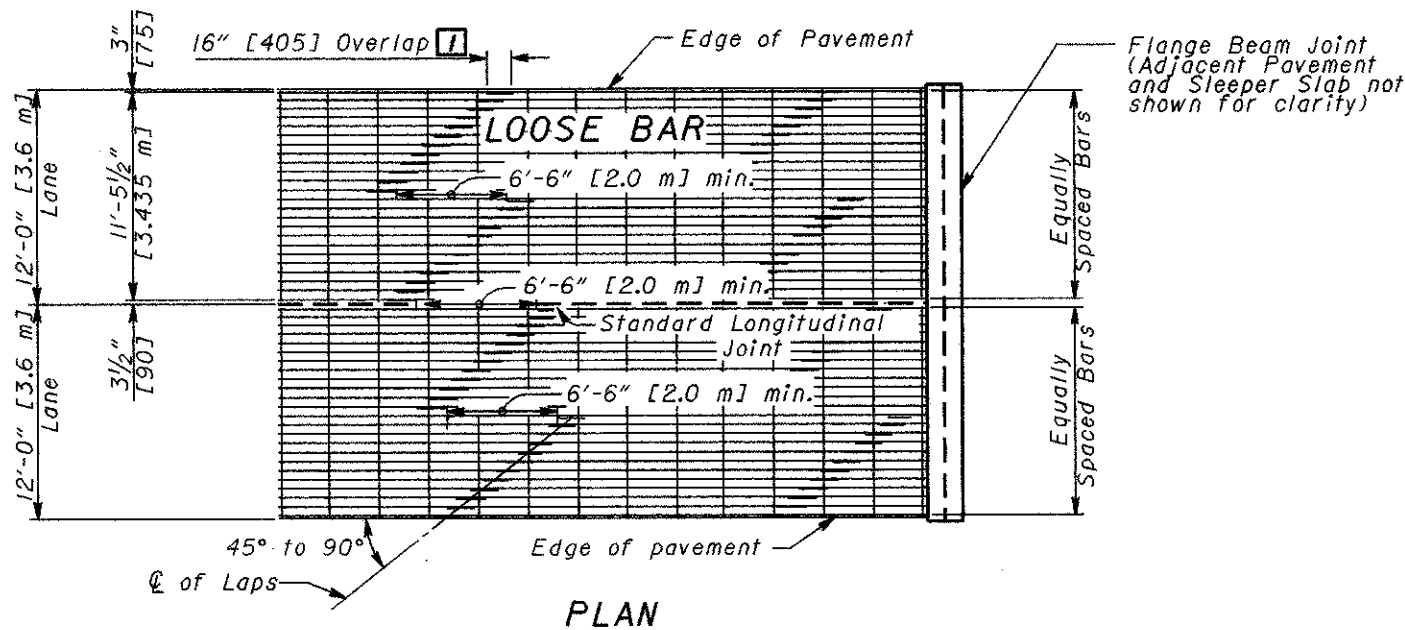 3"
[75]
16" [405] Overlap 1
Edge of Pavement
Flange Beam Joint
(Adjacent Pavement
and Sleeper Slab not
shown for clarity)
12'-0" [3.6 m]
Lane
11'-5½"
[3.435 m]
LOOSE BAR
6'-6" [2.0 m] min.
Equally
Spaced Bars
6'-6" [2.0 m] min.
Standard Longitudinal
Joint
12'-0" [3.6 m]
Lane
3½"
[90]
6'-6" [2.0 m] min.
Equally
Spaced Bars
45° to 90°
Edge of pavement
℄ of Laps
PLAN